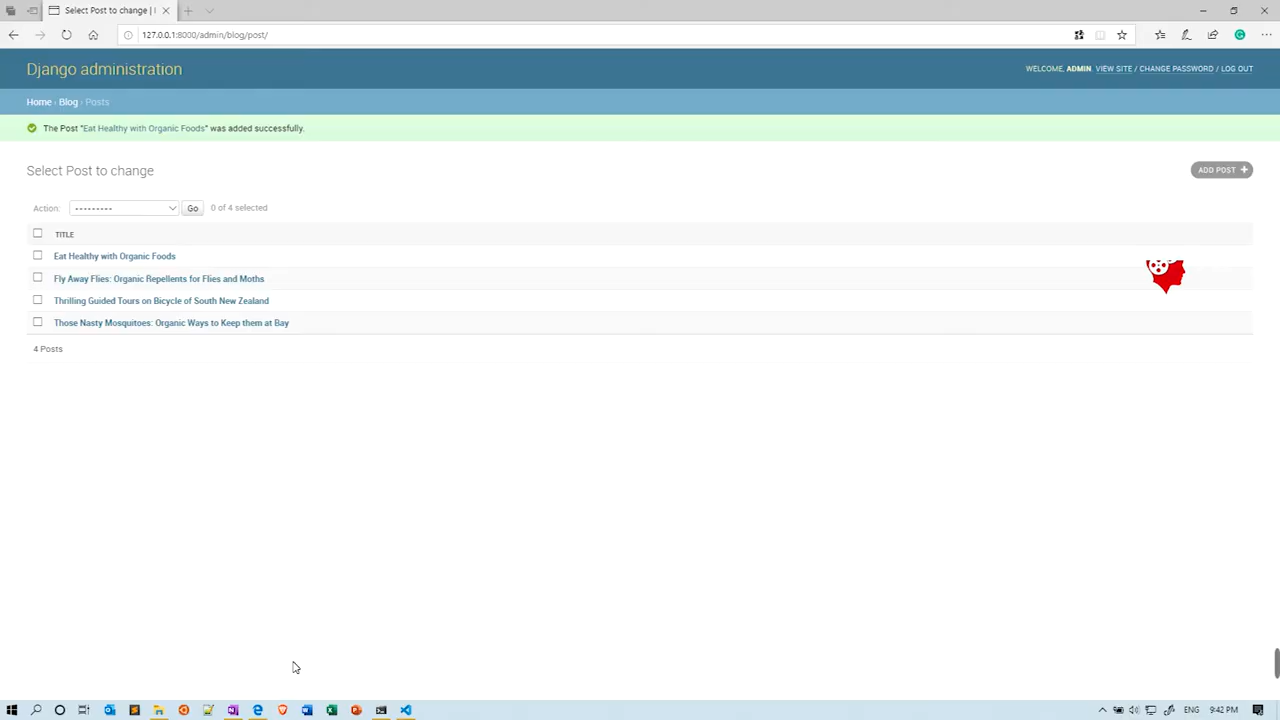 Select Post to change |
127.0.0.1:8000/admin/blog/post/
Django administration
WELCOME, ADMIN. VIEW SITE / CHANGE PASSWORD / LOG OUT
Home › Blog › Posts
The Post "Eat Healthy with Organic Foods" was added successfully.
Select Post to change
ADD POST +
Action: --------- Go 0 of 4 selected
TITLE
Eat Healthy with Organic Foods
Fly Away Flies: Organic Repellents for Flies and Moths
Thrilling Guided Tours on Bicycle of South New Zealand
Those Nasty Mosquitoes: Organic Ways to Keep them at Bay
4 Posts
ENG 9:42 PM